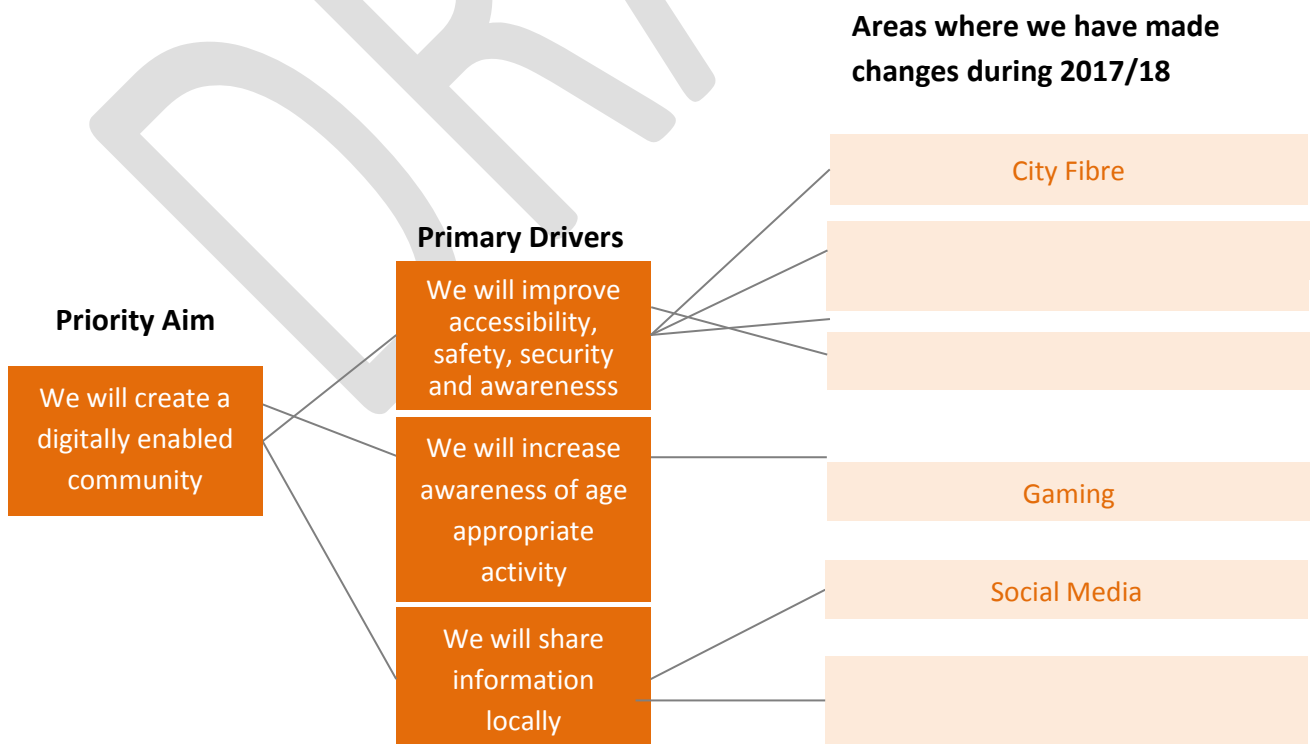 DRA
Areas where we have made
changes during 2017/18
City Fibre
Primary Drivers
We will improve
accessibility,
safety, security
and awarenesss
Priority Aim
We will create a
digitally enabled
community
We will increase
awareness of age
appropriate
activity
Gaming
Social Media
We will share
information
locally